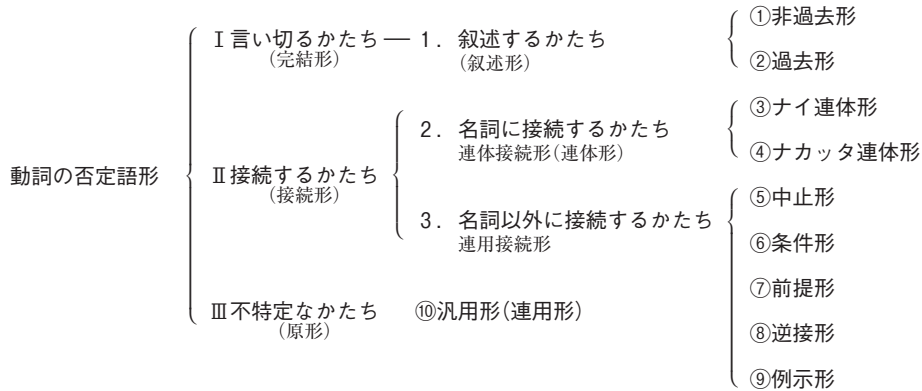 動詞の否定語形
Ⅰ言い切るかたち
(完結形)
1．叙述するかたち
(叙述形)
①非過去形
②過去形
Ⅱ接続するかたち
(接続形)
2．名詞に接続するかたち
連体接続形(連体形)
③ナイ連体形
④ナカッタ連体形
3．名詞以外に接続するかたち
連用接続形
⑤中止形
⑥条件形
⑦前提形
⑧逆接形
⑨例示形
Ⅲ不特定なかたち
(原形)
⑩汎用形(連用形)